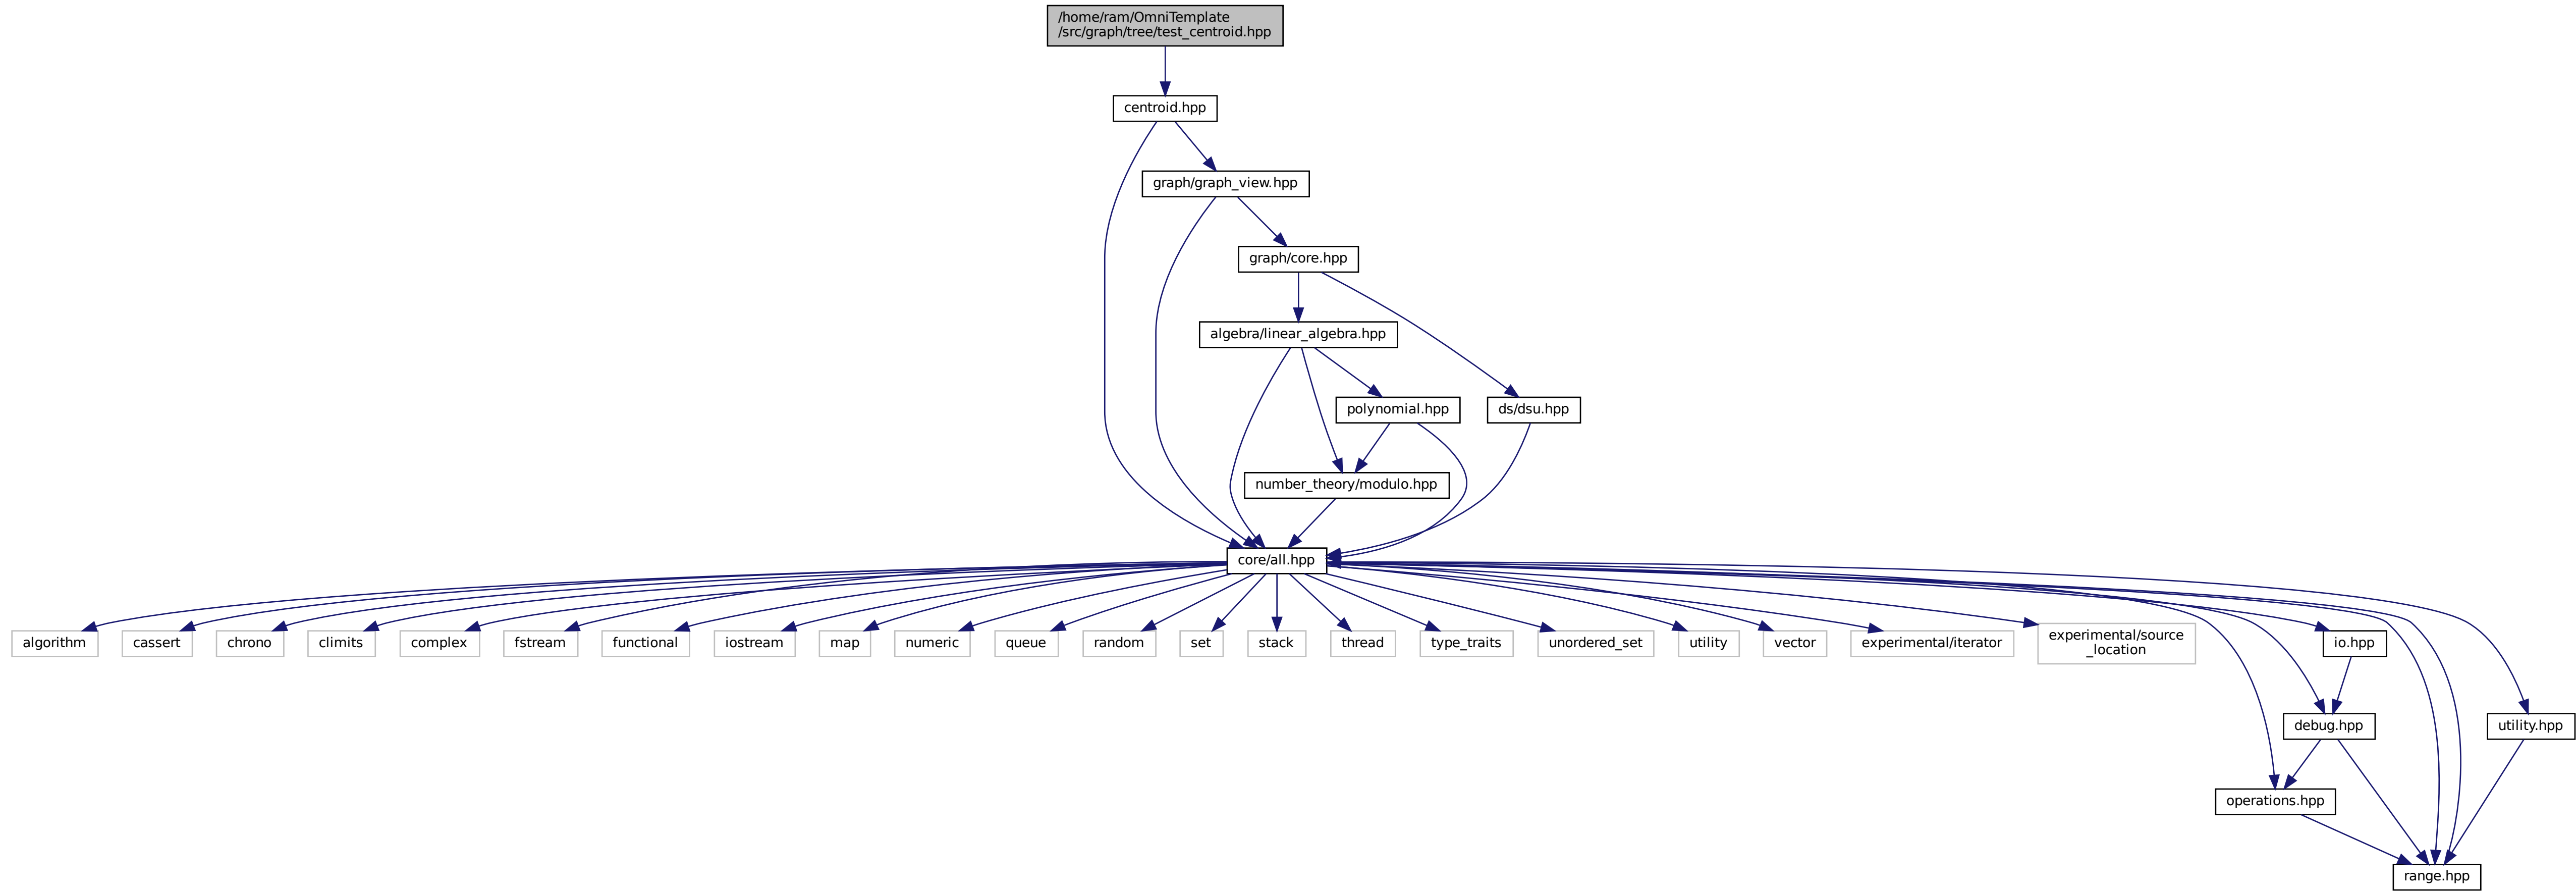 /home/ram/OmniTemplate
/src/graph/tree/test_centroid.hpp
centroid.hpp
graph/graph_view.hpp
graph/core.hpp
algebra/linear_algebra.hpp
polynomial.hpp
ds/dsu.hpp
number_theory/modulo.hpp
core/all.hpp
algorithm
cassert
chrono
climits
complex
fstream
functional
iostream
map
numeric
queue
random
set
stack
thread
type_traits
unordered_set
utility
vector
experimental/iterator
experimental/source
_location
io.hpp
debug.hpp
utility.hpp
operations.hpp
range.hpp